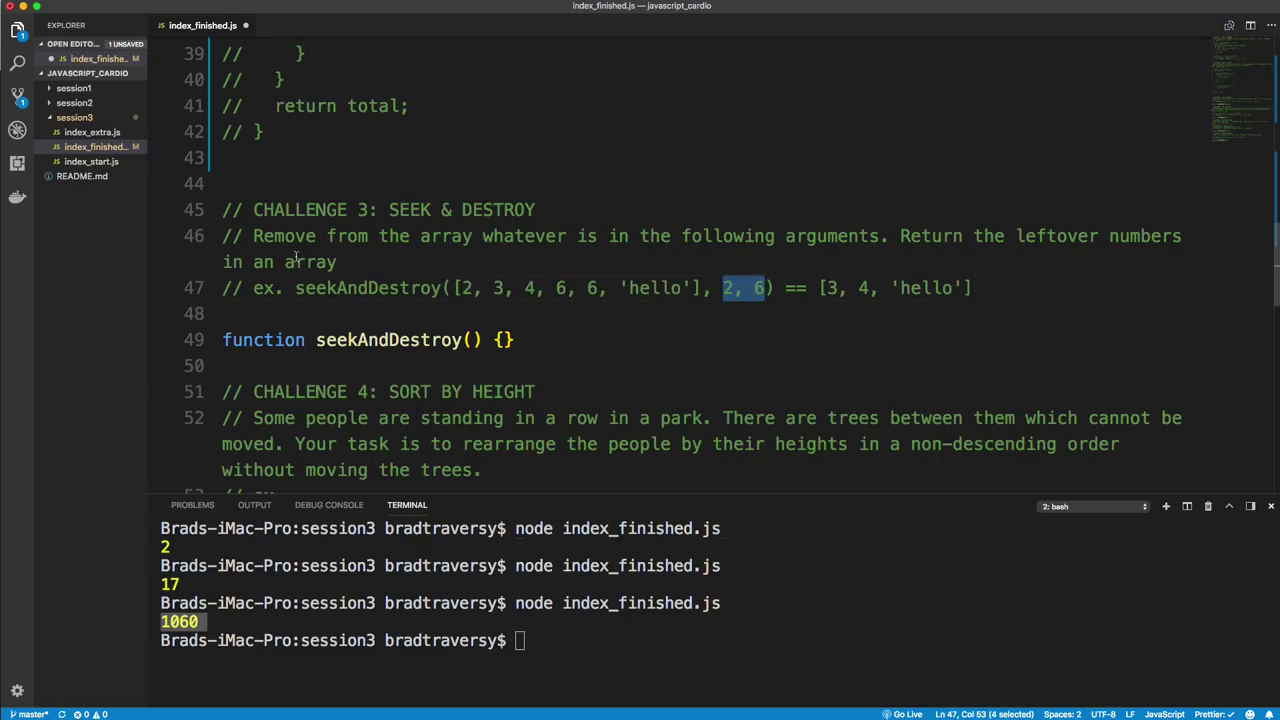 index_finished.js — javascript_cardio
EXPLORER
index_finished.js
OPEN EDITO... 1 UNSAVED
index_finishe... M
JAVASCRIPT_CARDIO
session1
session2
session3
JS index_extra.js
JS index_finished... M
JS index_start.js
README.md
1
1
39 //       }
40 //     }
41 //   return total;
42 // }
43
44
45 // CHALLENGE 3: SEEK & DESTROY
46 // Remove from the array whatever is in the following arguments. Return the leftover numbers
in an array
47 // ex. seekAndDestroy([2, 3, 4, 6, 6, 'hello'], 2, 6) == [3, 4, 'hello']
48
49 function seekAndDestroy() {}
50
51 // CHALLENGE 4: SORT BY HEIGHT
52 // Some people are standing in a row in a park. There are trees between them which cannot be
moved. Your task is to rearrange the people by their heights in a non-descending order
without moving the trees.
PROBLEMS OUTPUT DEBUG CONSOLE TERMINAL
2: bash
Brads-iMac-Pro:session3 bradtraversy$ node index_finished.js
2
Brads-iMac-Pro:session3 bradtraversy$ node index_finished.js
17
Brads-iMac-Pro:session3 bradtraversy$ node index_finished.js
1060
Brads-iMac-Pro:session3 bradtraversy$
master* 0 0 Go Live Ln 47, Col 53 (4 selected) Spaces: 2 UTF-8 LF JavaScript Prettier: ✓